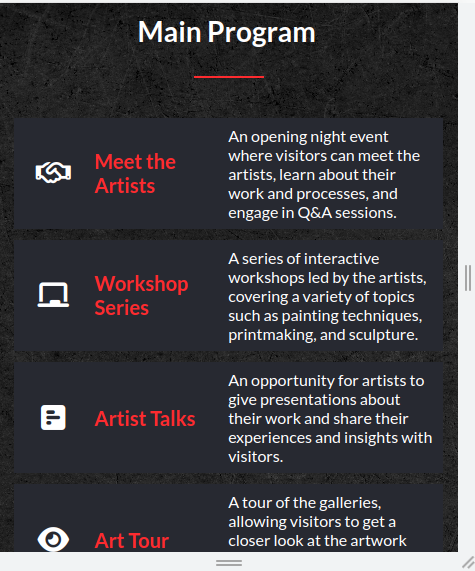 Main Program
Meet the
Artists
An opening night event
where visitors can meet the
artists, learn about their
work and processes, and
engage in Q&A sessions.
Workshop
Series
A series of interactive
workshops led by the artists,
covering a variety of topics
such as painting techniques,
printmaking, and sculpture.
Artist Talks
An opportunity for artists to
give presentations about
their work and share their
experiences and insights with
visitors.
Art Tour
A tour of the galleries,
allowing visitors to get a
closer look at the artwork